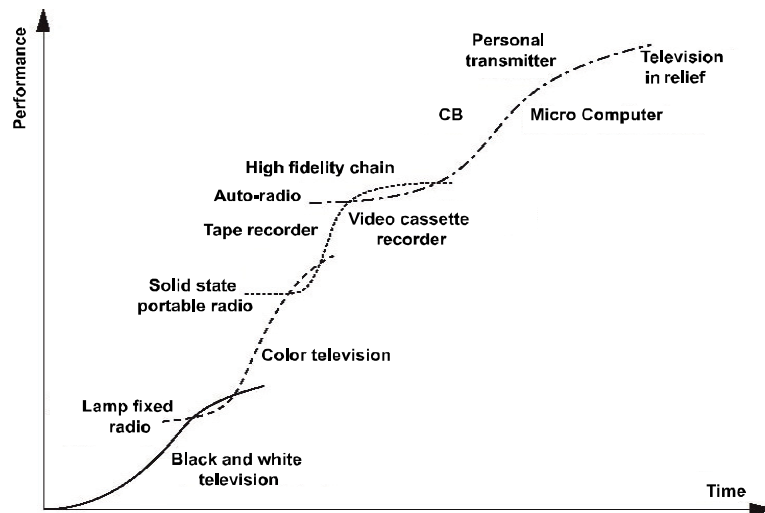 Performance
Personal
transmitter
Television
in relief
CB
Micro Computer
High fidelity chain
Auto-radio
Tape recorder
Video cassette
recorder
Solid state
portable radio
Color television
Lamp fixed
radio
Black and white
television
Time